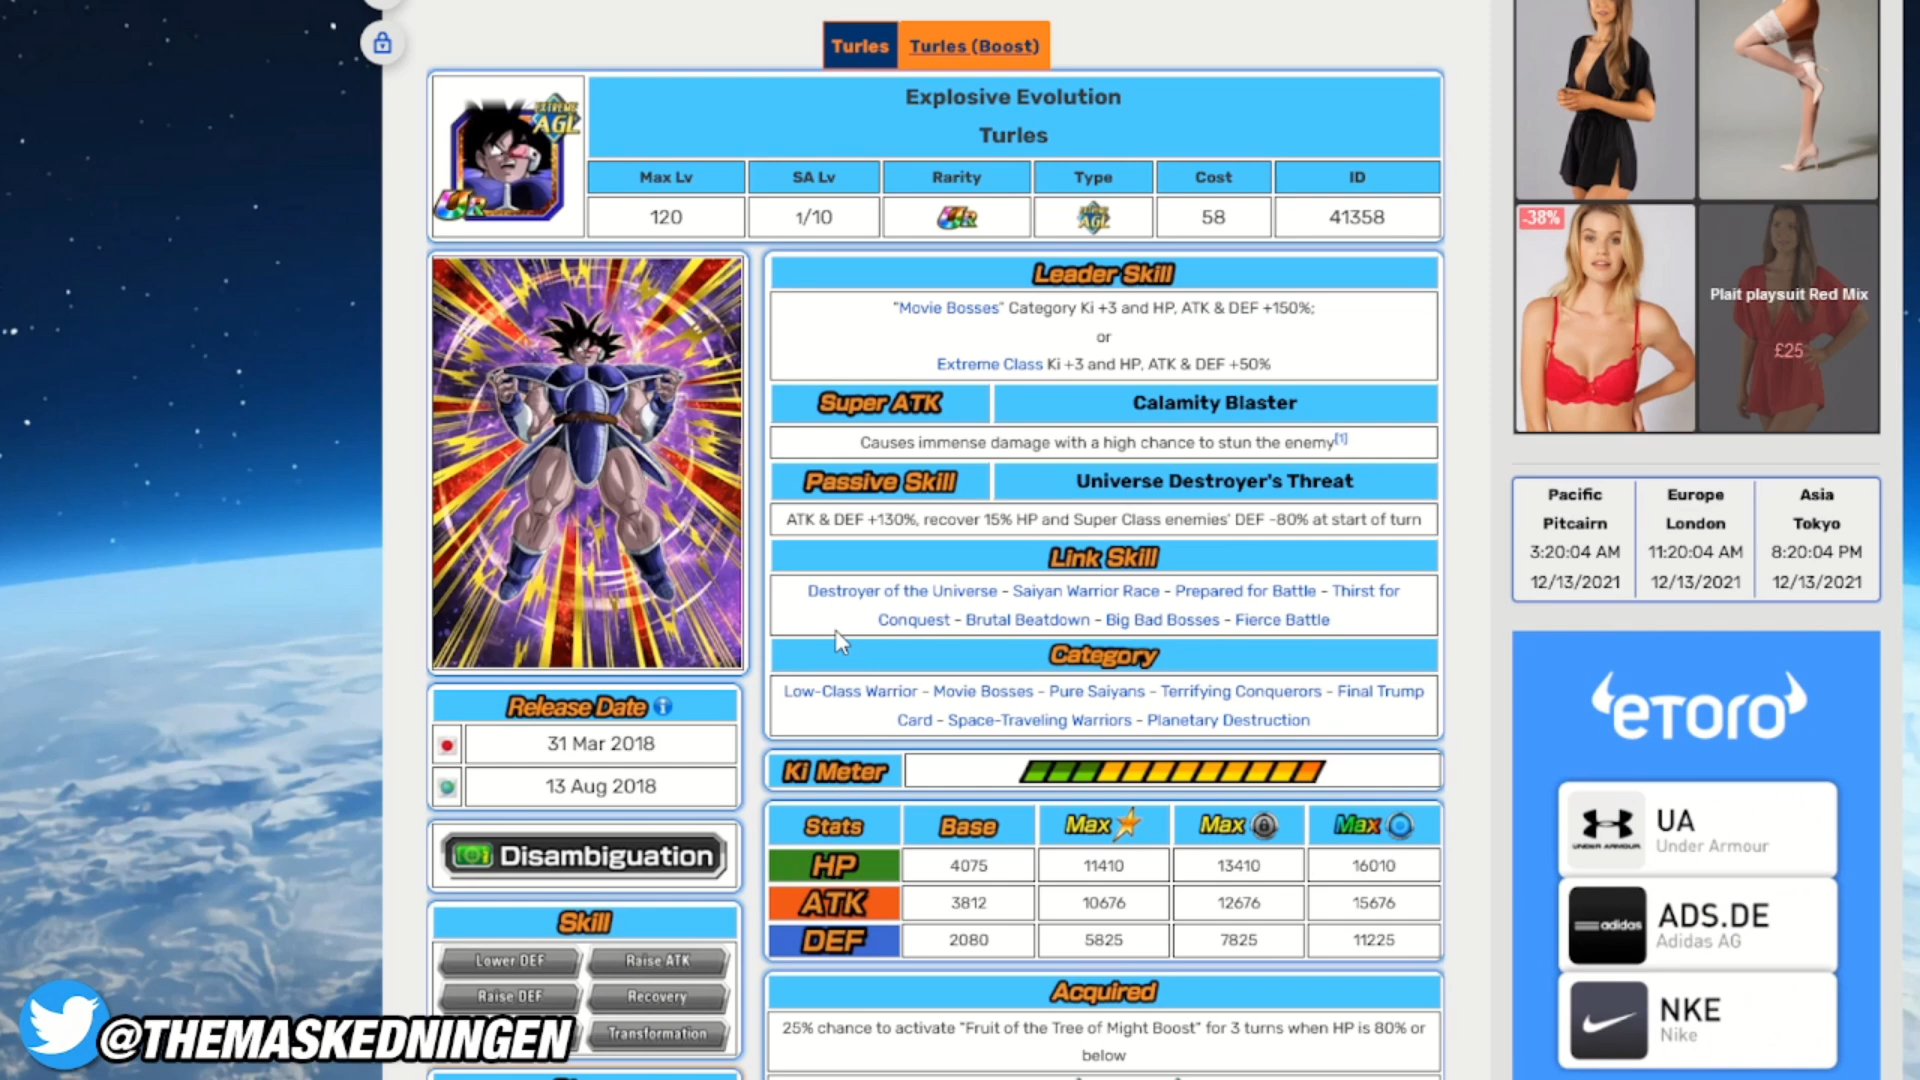 Turles
Turles (Boost)
EXTREME
AGL
UR
Explosive Evolution
Turles
Max Lv
SA Lv
Rarity
Type
Cost
ID
120
1/10
UR
EXTREME
AGL
58
41358
Leader Skill
"Movie Bosses" Category Ki +3 and HP, ATK & DEF +150%;
or
Extreme Class Ki +3 and HP, ATK & DEF +50%
Super ATK
Calamity Blaster
Causes immense damage with a high chance to stun the enemy[1]
Passive Skill
Universe Destroyer's Threat
ATK & DEF +130%, recover 15% HP and Super Class enemies' DEF -80% at start of turn
Link Skill
Destroyer of the Universe - Saiyan Warrior Race - Prepared for Battle - Thirst for
Conquest - Brutal Beatdown - Big Bad Bosses - Fierce Battle
Category
Low-Class Warrior - Movie Bosses - Pure Saiyans - Terrifying Conquerors - Final Trump
Card - Space-Traveling Warriors - Planetary Destruction
Release Date
31 Mar 2018
13 Aug 2018
Disambiguation
Skill
Lower DEF
Raise ATK
Raise DEF
Recovery
Transformation
Ki Meter
Stats
Base
Max
Max
Max
HP
4075
11410
13410
16010
ATK
3812
10676
12676
15676
DEF
2080
5825
7825
11225
Acquired
25% chance to activate "Fruit of the Tree of Might Boost" for 3 turns when HP is 80% or
below
-38%
Plait playsuit Red Mix
£25
Pacific
Pitcairn
3:20:04 AM
12/13/2021
Europe
London
11:20:04 AM
12/13/2021
Asia
Tokyo
8:20:04 PM
12/13/2021
eToro
UNDER ARMOUR
UA
Under Armour
adidas
ADS.DE
Adidas AG
NKE
Nike
@THEMASKEDNINGEN